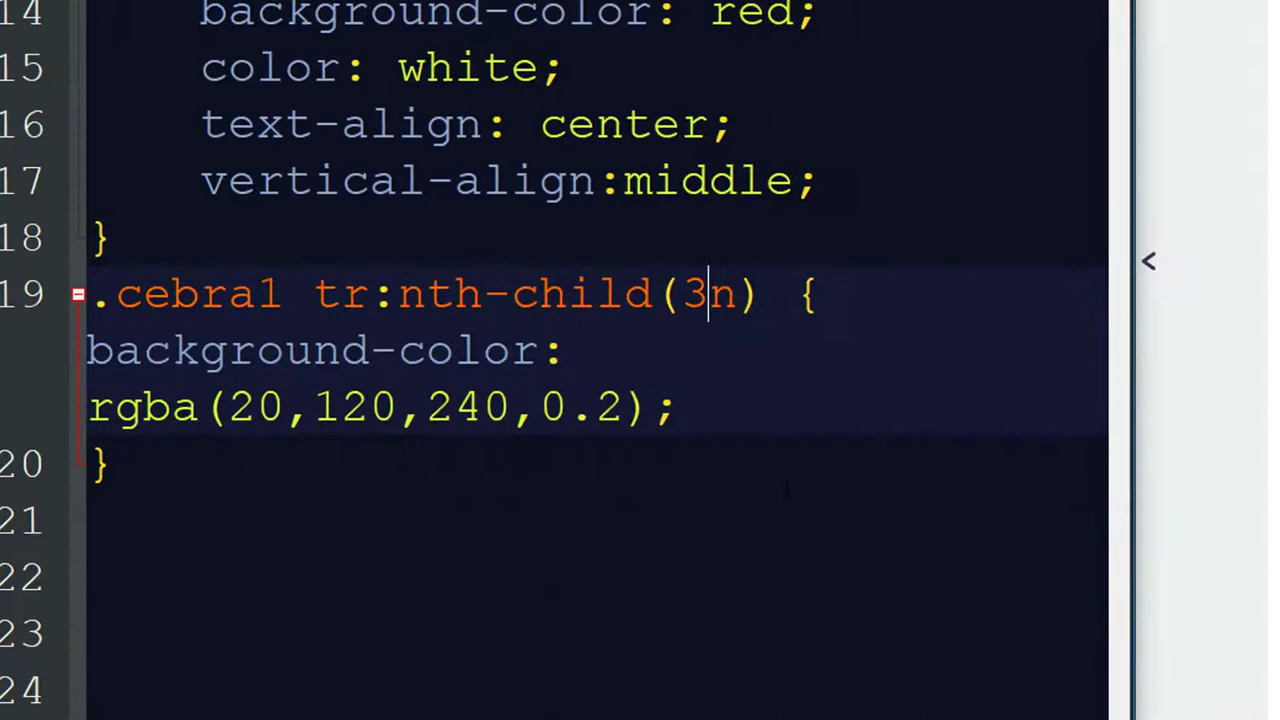 14 background-color: red;
15 color: white;
16 text-align: center;
17 vertical-align:middle;
18 }
19 .cebra1 tr:nth-child(3n) {
background-color:
rgba(20,120,240,0.2);
20 }
21
22
23
24
<